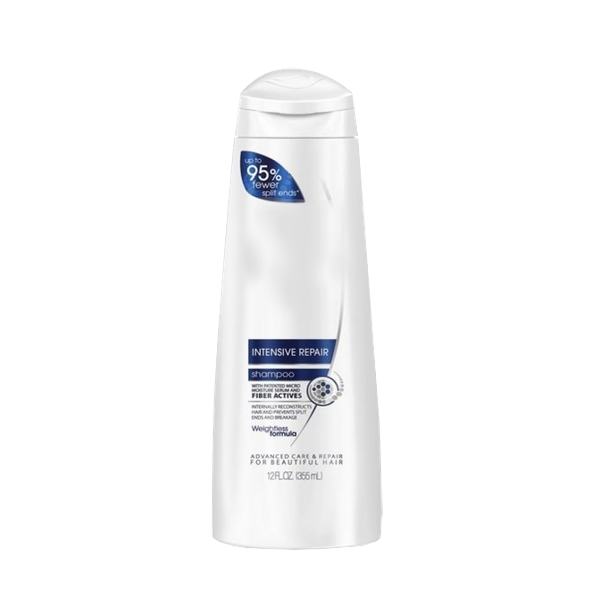 up to
95%
fewer
split ends*
INTENSIVE REPAIR
shampoo
WITH PATENTED MICRO
MOISTURE SERUM AND
FIBER ACTIVES
INTERNALLY RECONSTRUCTS
HAIR AND PREVENTS SPLIT
ENDS AND BREAKAGE
Weightless
formula
ADVANCED CARE & REPAIR
FOR BEAUTIFUL HAIR
12 FL.OZ. (355 mL)